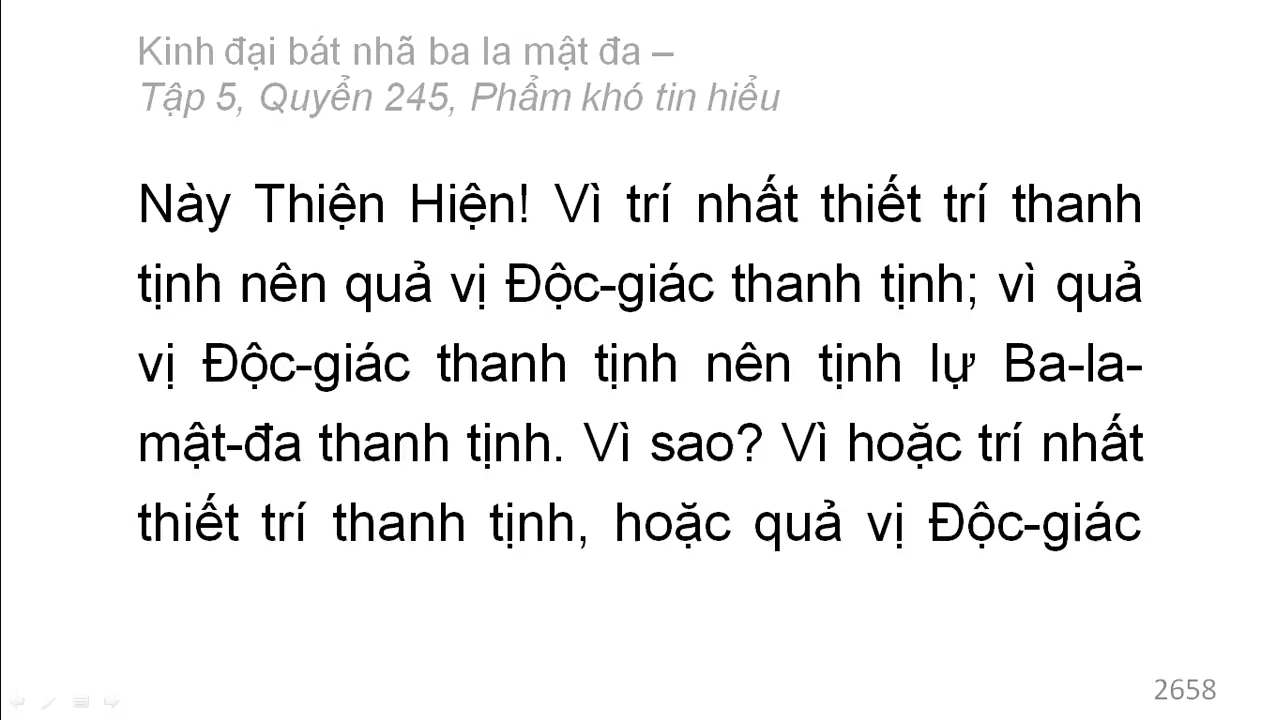 Kinh đại bát nhã ba la mật đa –
Tập 5, Quyển 245, Phẩm khó tin hiểu
Này Thiện Hiện! Vì trí nhất thiết trí thanh
tịnh nên quả vị Độc-giác thanh tịnh; vì quả
vị Độc-giác thanh tịnh nên tịnh lự Ba-la-
mật-đa thanh tịnh. Vì sao? Vì hoặc trí nhất
thiết trí thanh tịnh, hoặc quả vị Độc-giác
2658